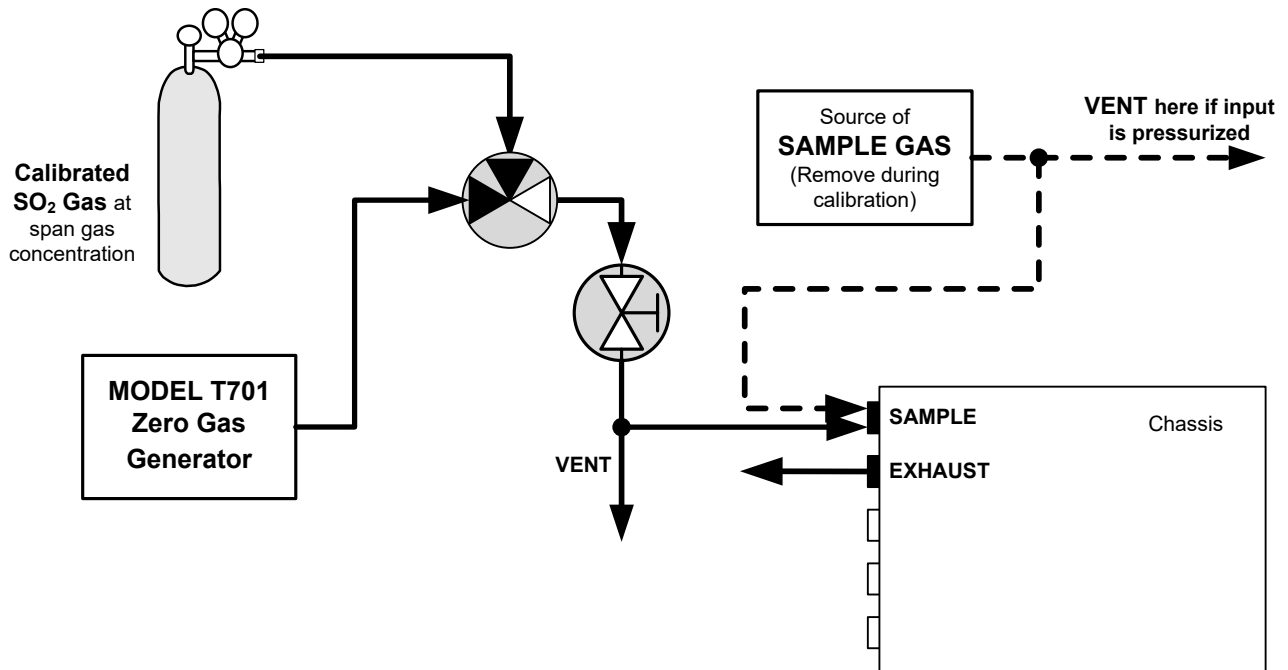 Calibrated
SO₂ Gas at
span gas
concentration
MODEL T701
Zero Gas
Generator
VENT
Source of
SAMPLE GAS
(Remove during
calibration)
VENT here if input
is pressurized
SAMPLE
Chassis
EXHAUST